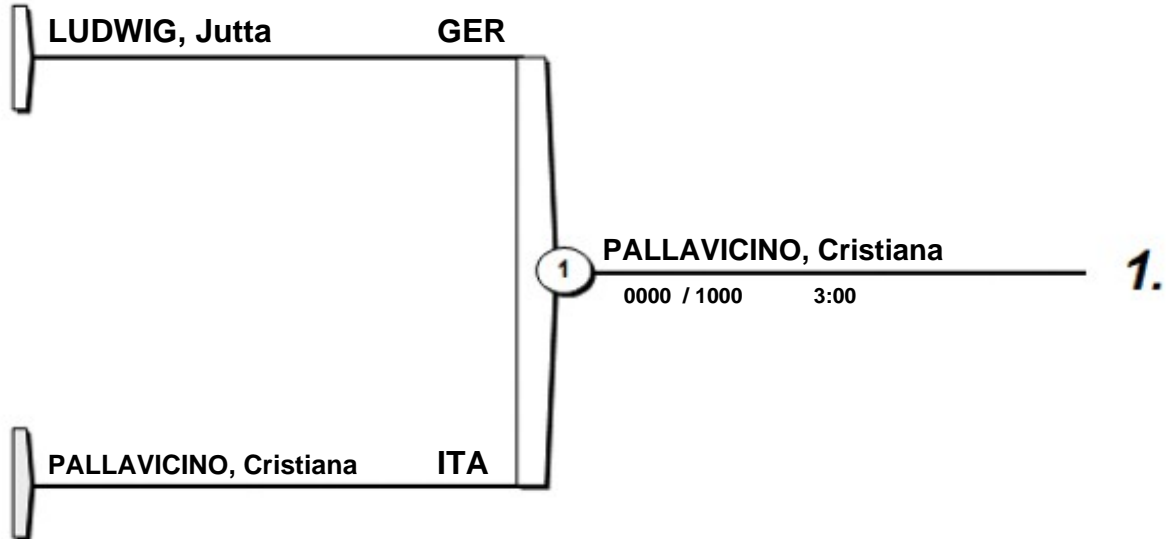 LUDWIG, Jutta GER
PALLAVICINO, Cristiana
1 1.
0000 / 1000 3:00
PALLAVICINO, Cristiana ITA